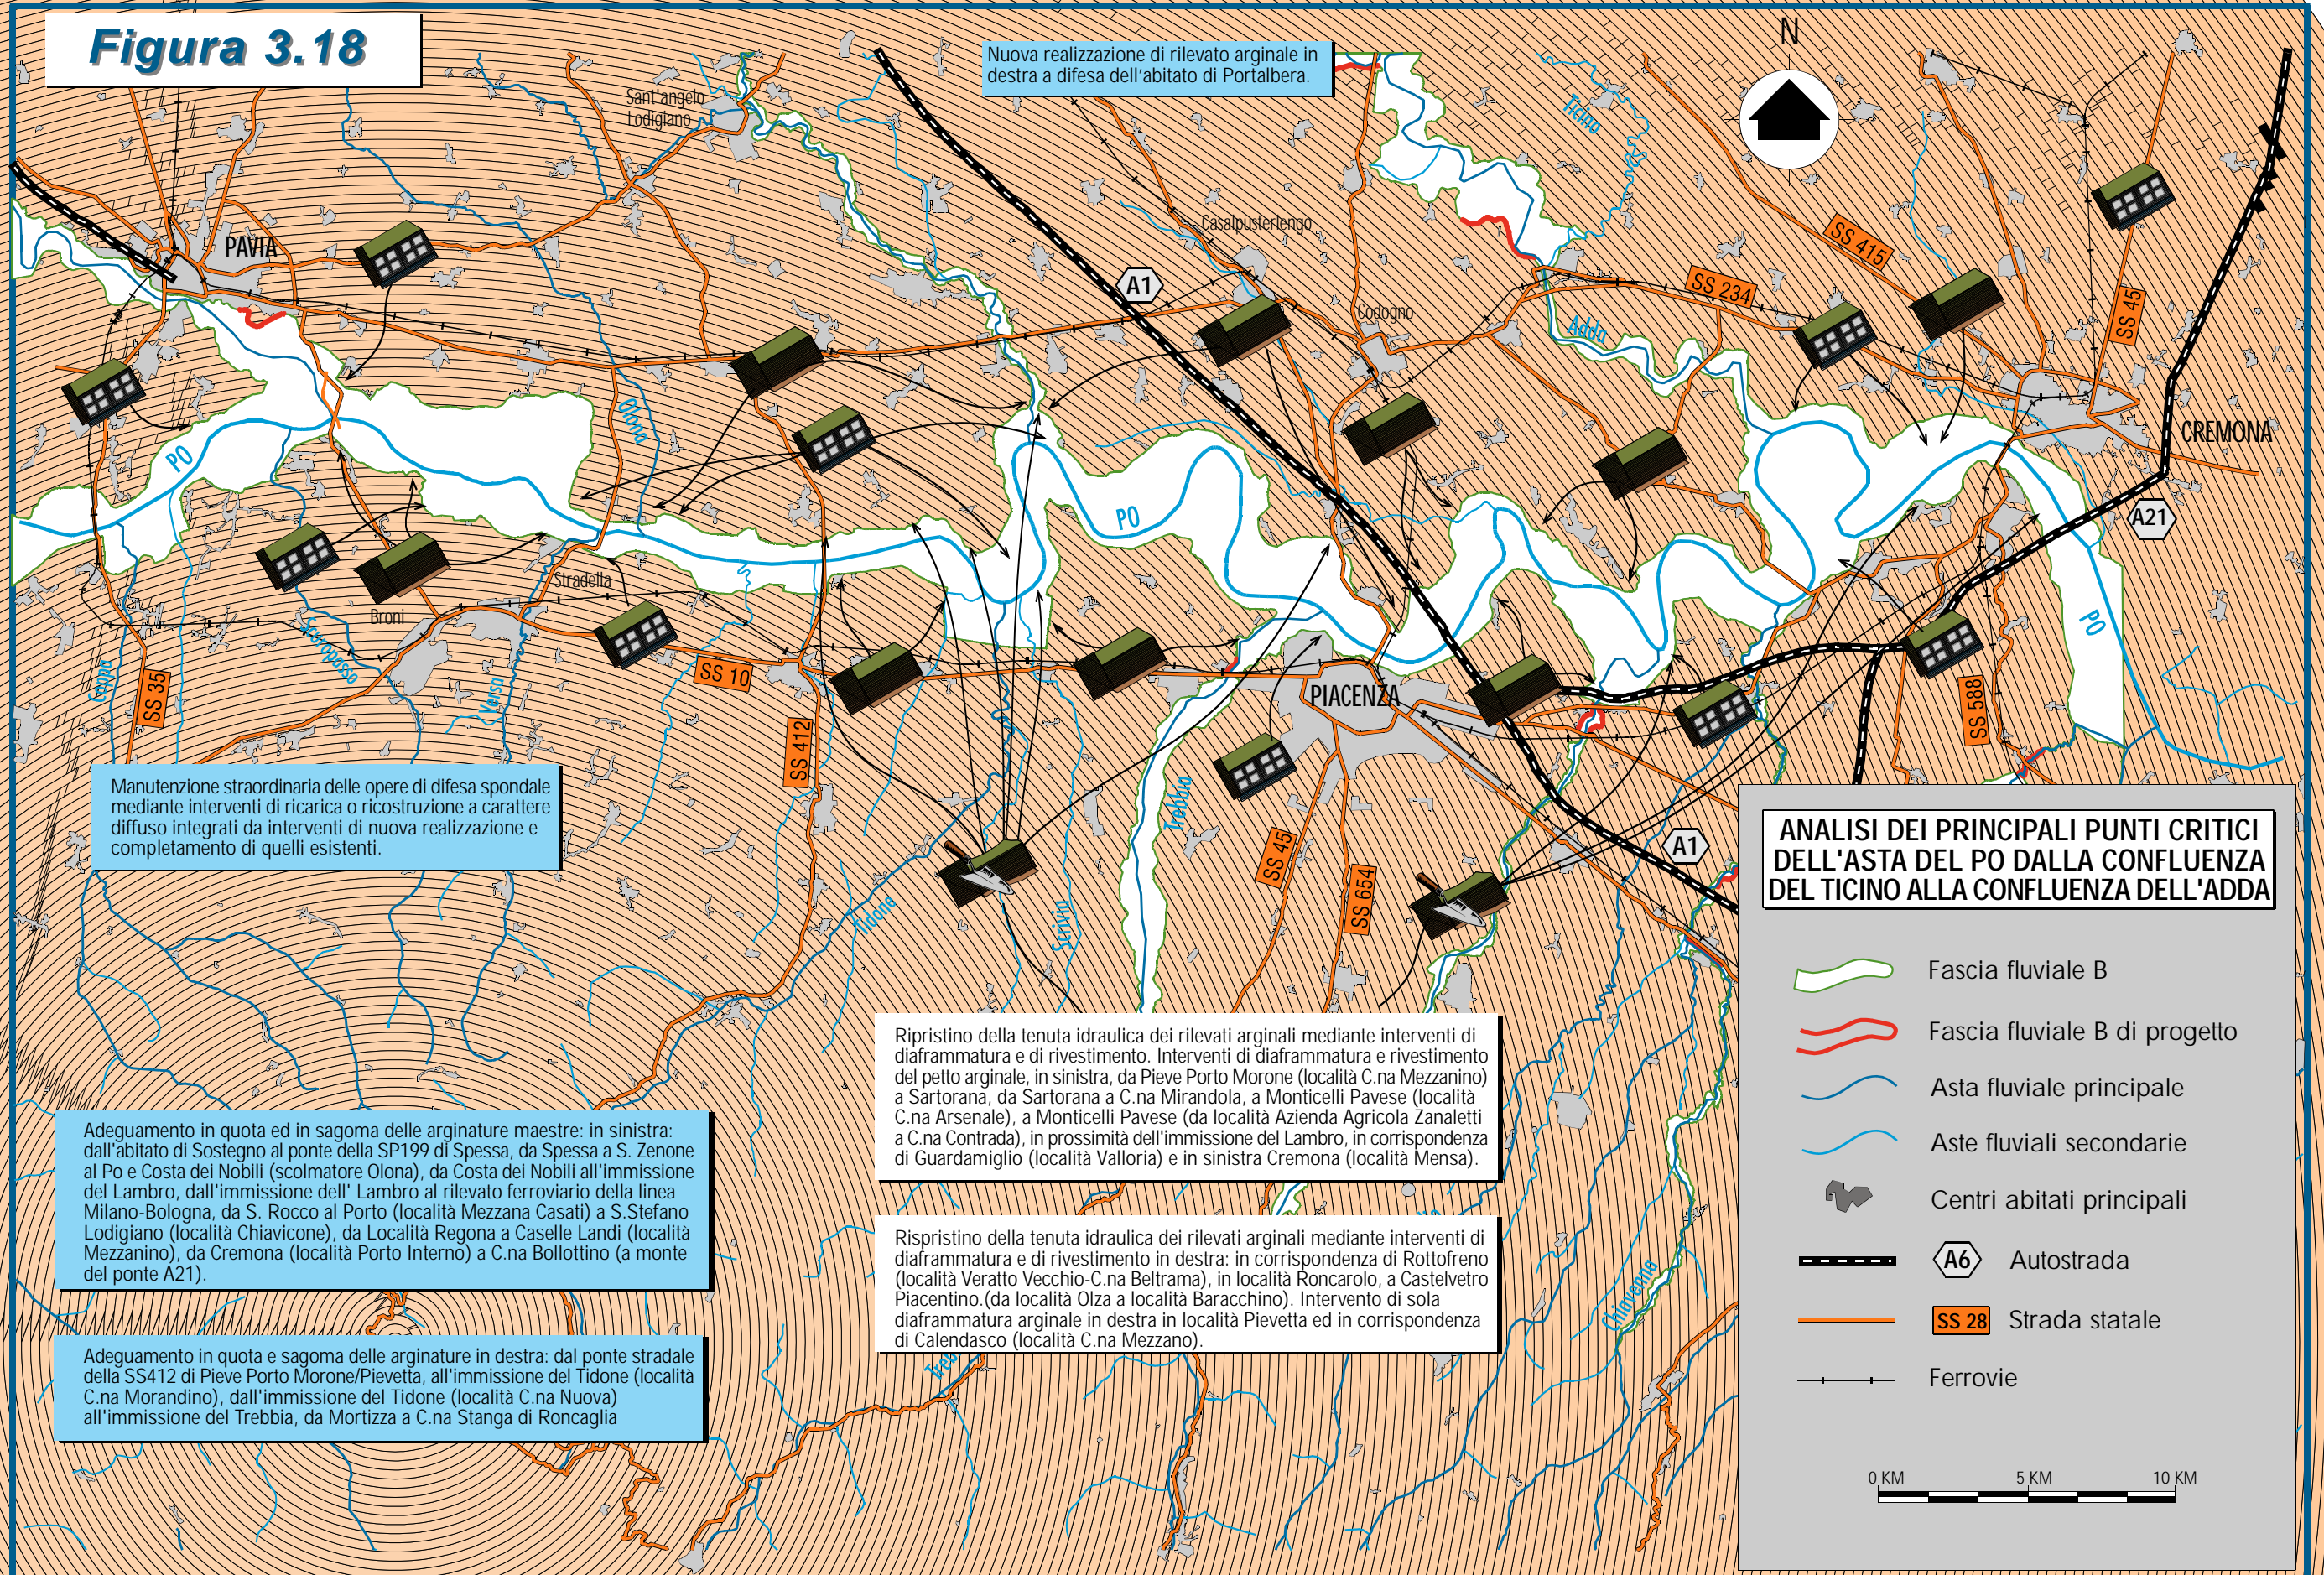 Figura 3.18
Nuova realizzazione di rilevato arginale in
destra a difesa dell'abitato di Portalbera.
N
Sant'angelo
Lodigiano
Ticino
PAVIA
Casalpusterlengo
A1
SS 415
SS 234
SS 45
Codogno
Adda
Olona
CREMONA
PO
PO
A21
Stradella
Broni
Scuropasso
Coppa
SS 35
Versa
SS 10
SS 412
PIACENZA
PO
SS 588
Trebbia
SS 45
SS 654
A1
Tidone
Manutenzione straordinaria delle opere di difesa spondale
mediante interventi di ricarica o ricostruzione a carattere
diffuso integrati da interventi di nuova realizzazione e
completamento di quelli esistenti.
Adeguamento in quota ed in sagoma delle arginature maestre: in sinistra:
dall'abitato di Sostegno al ponte della SP199 di Spessa, da Spessa a S. Zenone
al Po e Costa dei Nobili (scolmatore Olona), da Costa dei Nobili all'immissione
del Lambro, dall'immissione dell' Lambro al rilevato ferroviario della linea
Milano-Bologna, da S. Rocco al Porto (località Mezzana Casati) a S.Stefano
Lodigiano (località Chiavicone), da Località Regona a Caselle Landi (località
Mezzanino), da Cremona (località Porto Interno) a C.na Bollottino (a monte
del ponte A21).
Adeguamento in quota e sagoma delle arginature in destra: dal ponte stradale
della SS412 di Pieve Porto Morone/Pievetta, all'immissione del Tidone (località
C.na Morandino), dall'immissione del Tidone (località C.na Nuova)
all'immissione del Trebbia, da Mortizza a C.na Stanga di Roncaglia
Ripristino della tenuta idraulica dei rilevati arginali mediante interventi di
diaframmatura e di rivestimento. Interventi di diaframmatura e rivestimento
del petto arginale, in sinistra, da Pieve Porto Morone (località C.na Mezzanino)
a Sartorana, da Sartorana a C.na Mirandola, a Monticelli Pavese (località
C.na Arsenale), a Monticelli Pavese (da località Azienda Agricola Zanaletti
a C.na Contrada), in prossimità dell'immissione del Lambro, in corrispondenza
di Guardamiglio (località Valloria) e in sinistra Cremona (località Mensa).
Rispristino della tenuta idraulica dei rilevati arginali mediante interventi di
diaframmatura e di rivestimento in destra: in corrispondenza di Rottofreno
(località Veratto Vecchio-C.na Beltrama), in località Roncarolo, a Castelvetro
Piacentino.(da località Olza a località Baracchino). Intervento di sola
diaframmatura arginale in destra in località Pievetta ed in corrispondenza
di Calendasco (località C.na Mezzano).
Chiavenna
ANALISI DEI PRINCIPALI PUNTI CRITICI
DELL'ASTA DEL PO DALLA CONFLUENZA
DEL TICINO ALLA CONFLUENZA DELL'ADDA
Fascia fluviale B
Fascia fluviale B di progetto
Asta fluviale principale
Aste fluviali secondarie
Centri abitati principali
A6 Autostrada
SS 28 Strada statale
Ferrovie
0 KM 5 KM 10 KM